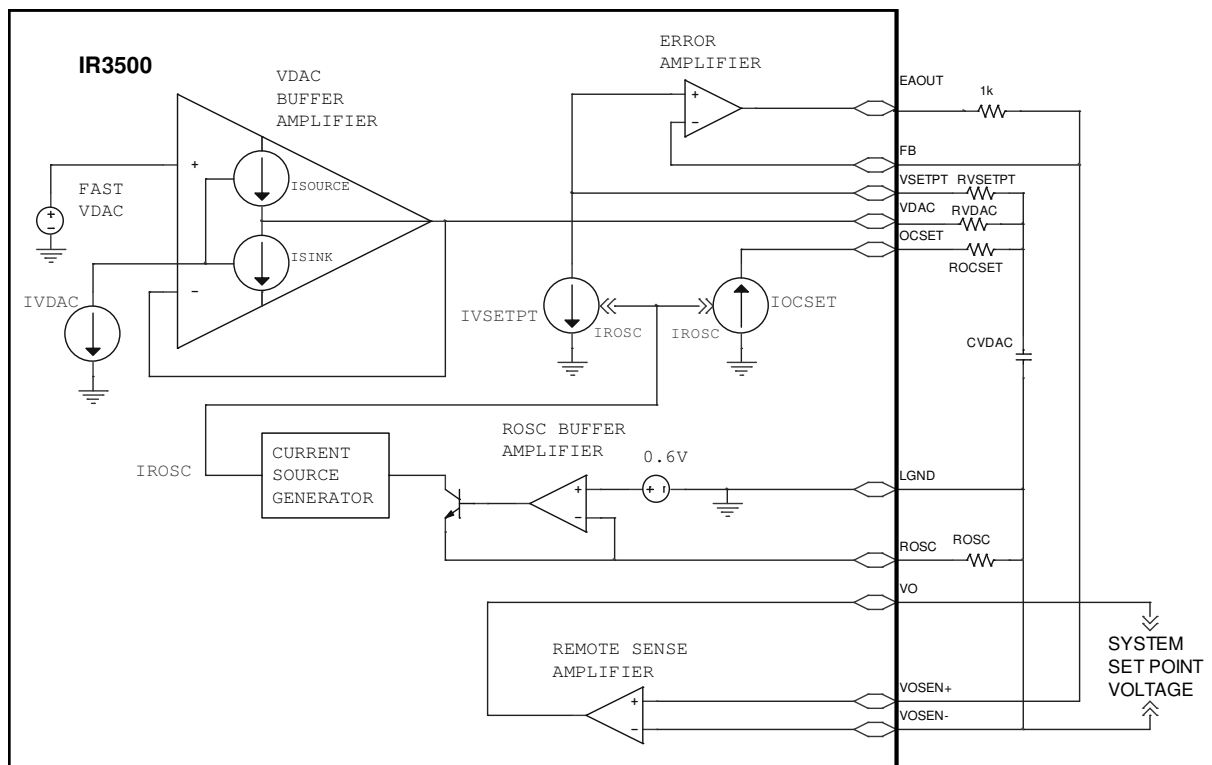 IR3500
VDAC
BUFFER
AMPLIFIER
ERROR
AMPLIFIER
EAOUT
1k
+
-
+
FAST
VDAC
+
-
ISOURCE
ISINK
-
IVDAC
FB
VSETPT
RVSETPT
VDAC
RVDAC
OCSET
ROCSET
IVSETPT
IROSC
IROSC
IOCSET
CVDAC
IROSC
CURRENT
SOURCE
GENERATOR
ROSC BUFFER
AMPLIFIER
0.6V
+
-
+
-
LGND
ROSC
ROSC
VO
REMOTE SENSE
AMPLIFIER
+
-
VOSEN+
VOSEN-
SYSTEM
SET POINT
VOLTAGE